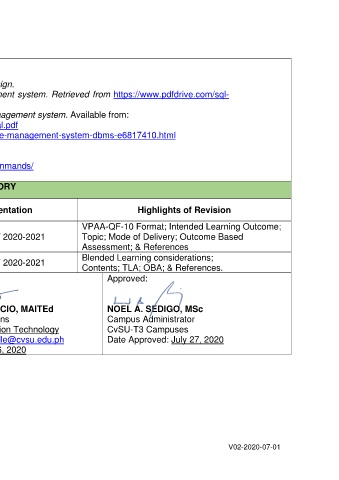 ign.
ment system. Retrieved from https://www.pdfdrive.com/sql-
nagement system. Available from:
ql.pdf
e-management-system-dbms-e6817410.html
mmands/
ORY
entation Highlights of Revision
2020-2021 VPAA-QF-10 Format; Intended Learning Outcome;
Topic; Mode of Delivery; Outcome Based
Assessment; & References
2020-2021 Blended Learning considerations;
Contents; TLA; OBA; & References.
Approved:
CIO, MAITEd NOEL A. SEDIGO, MSc
ns Campus Administrator
ion Technology CvSU-T3 Campuses
le@cvsu.edu.ph Date Approved: July 27, 2020
, 2020
V02-2020-07-01